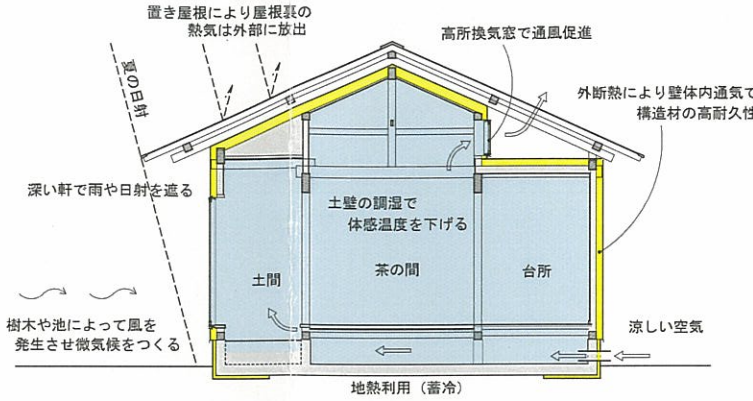 置き屋根により屋根裏の
熱気は外部に放出
高所換気窓で通風促進
夏の日射
外断熱により壁体内通気で
構造材の高耐久性
深い軒で雨や日射を遮る
土壁の調湿で
体感温度を下げる
土間
茶の間
台所
樹木や池によって風を
発生させ微気候をつくる
涼しい空気
地熱利用（蓄冷）